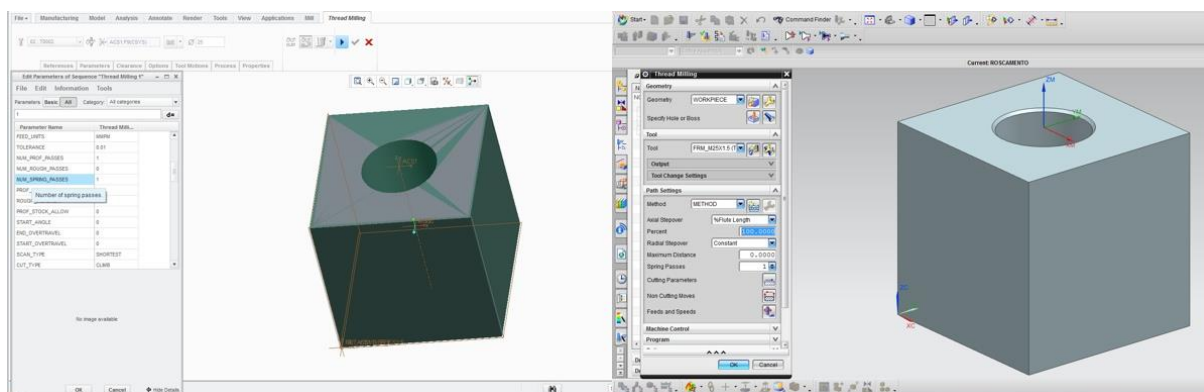 File Manufacturing Model Analysis Annotate Render Tools View Applications Thread Milling
References Parameters Clearance Options Tool Motions Process Properties
Edit Parameters of Sequence "Thread Milling 1"
File Edit Information Tools
Parameters Basic All Category All categories
1
Parameter Name Thread Milli...
FEED_UNITS MMPM
TOLERANCE 0.01
NUM_PROF_PASSES 1
NUM_ROUGH_PASSES 0
NUM_SPRING_PASSES 1
PROF_
Number of spring passes.
ROUG
PROF_STOCK_ALLOW 0
START_ANGLE 0
END_OVERTRAVEL 0
START_OVERTRAVEL 0
SCAN_TYPE SHORTEST
CUT_TYPE CLIMB
No image available
OK Cancel Hide Details
Start Command Finder
Current: ROSCAMENTO
Thread Milling
Geometry
Geometry WORKPIECE
Specify Hole or Boss
Tool
Tool FRM_M25X1,5 (T
Output
Tool Change Settings
Path Settings
Method METHOD
Axial Stepover %Flute Length
Percent 100.0000
Radial Stepover Constant
Maximum Distance 0.0000
Spring Passes 1
Cutting Parameters
Non Cutting Moves
Feeds and Speeds
Machine Control
Program
OK Cancel
ZM
XC